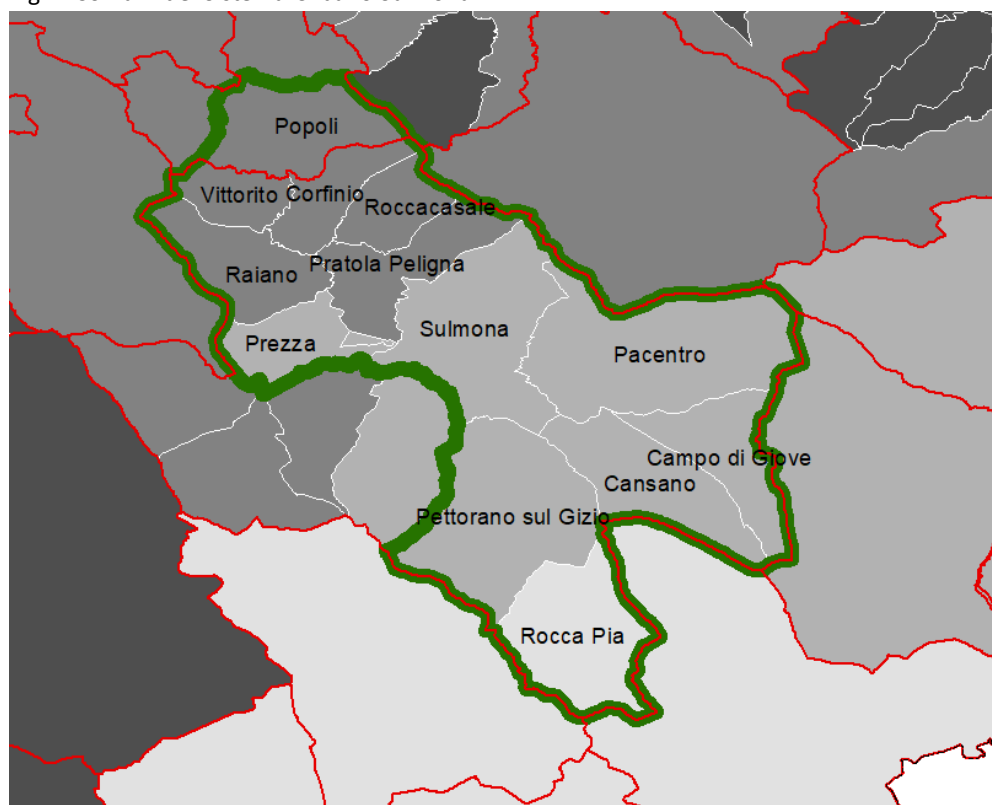 Popoli
Vittorito Corfinio
Roccacasale
Pratola Peligna
Raiano
Sulmona
Prezza
Pacentro
Campo di Giove
Cansano
Pettorano sul Gizio
Rocca Pia